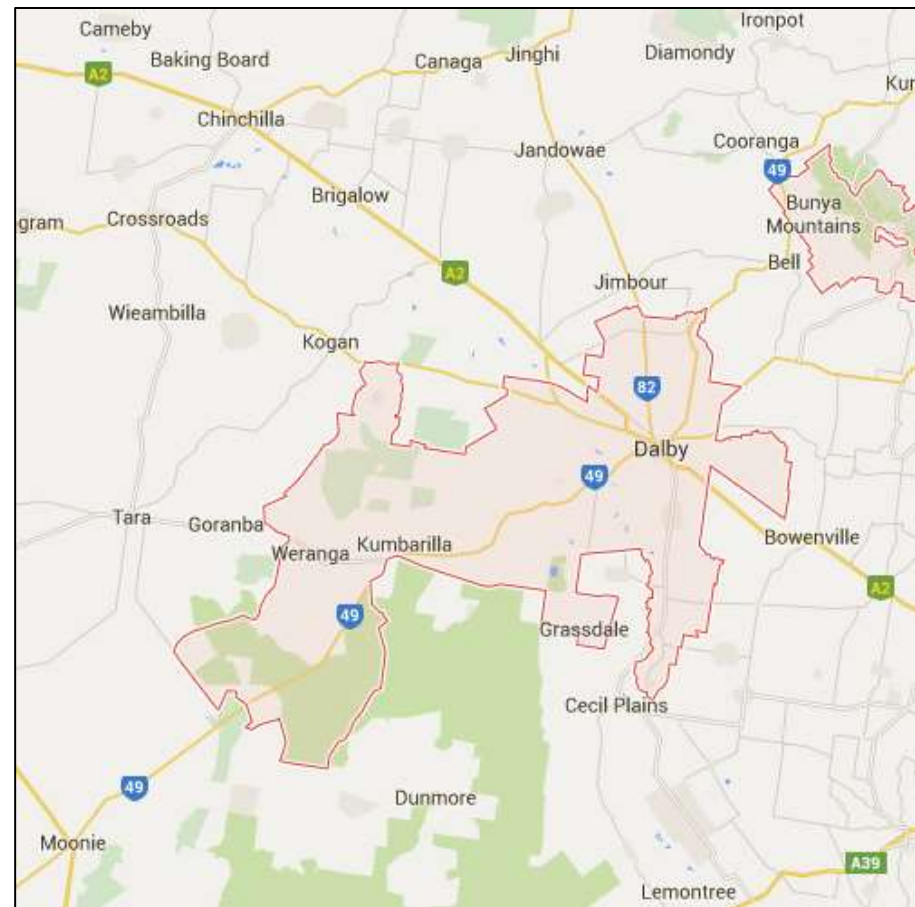 Ironpot
Cameby
Diamondy
Jinghi
Baking Board
Canaga
A2
Kur
Chinchilla
Cooranga
Jandowae
49
Brigalow
Bunya
Mountains
Crossroads
gram
Bell
A2
Jimbour
Wieambilla
Kogan
82
Dalby
49
Tara
Goranba
Bowenville
Kumbarilla
Weranga
A2
49
Grassdale
Cecil Plains
49
Dunmore
Moonie
A39
Lemontree